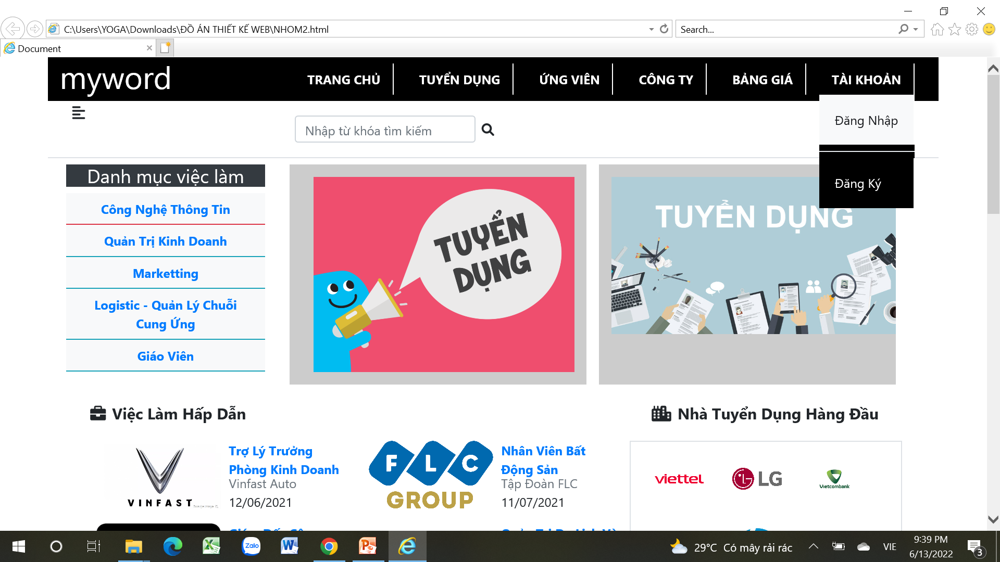 C:\Users\YOGA\Downloads\ĐỒ ÁN THIẾT KẾ WEB\NHOM2.html
Search...
Document
myword
TRANG CHỦ
TUYỂN DỤNG
ỨNG VIÊN
CÔNG TY
BẢNG GIÁ
TÀI KHOẢN
Đăng Nhập
Nhập từ khóa tìm kiếm
Đăng Ký
Danh mục việc làm
Công Nghệ Thông Tin
Quản Trị Kinh Doanh
Marketting
Logistic - Quản Lý Chuỗi
Cung Ứng
Giáo Viên
TUYỂN
DỤNG
TUYỂN DỤNG
Việc Làm Hấp Dẫn
Nhà Tuyển Dụng Hàng Đầu
VINFAST
Trợ Lý Trưởng
Phòng Kinh Doanh
Vinfast Auto
12/06/2021
FLC
GROUP
Nhân Viên Bất
Động Sản
Tập Đoàn FLC
11/07/2021
viettel
LG
Vietcombank
Zalo
29°C Có mây rải rác
VIE
9:39 PM
6/13/2022
3